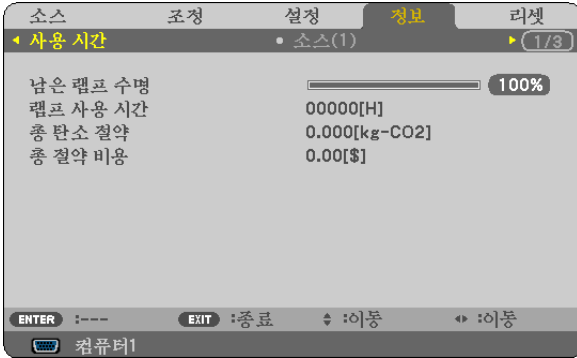 소스 조정 설정 정보 리셋
사용 시간 소스(1) 1/3
남은 램프 수명 100%
램프 사용 시간 00000[H]
총 탄소 절약 0.000[kg-CO2]
총 절약 비용 0.00[$]
ENTER :--- EXIT :종료 :이동 :이동
컴퓨터1